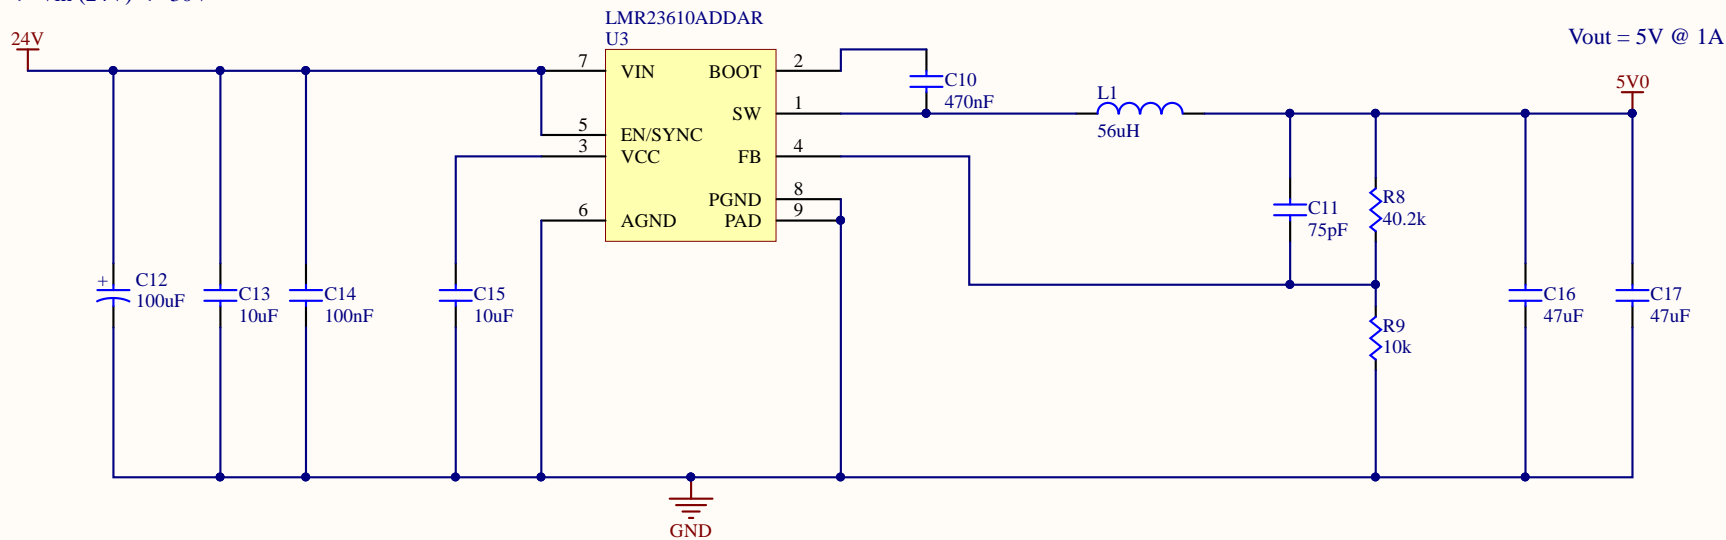 LMR23610ADDAR
U3
24V
Vout = 5V @ 1A
7
VIN
BOOT
2
C10
470nF
5V0
L1
56uH
SW
1
5
EN/SYNC
3
VCC
FB
4
PGND
8
6
AGND
PAD
9
C11
75pF
R8
40.2k
+
C12
100uF
C13
10uF
C14
100nF
C15
10uF
C16
47uF
C17
47uF
R9
10k
GND